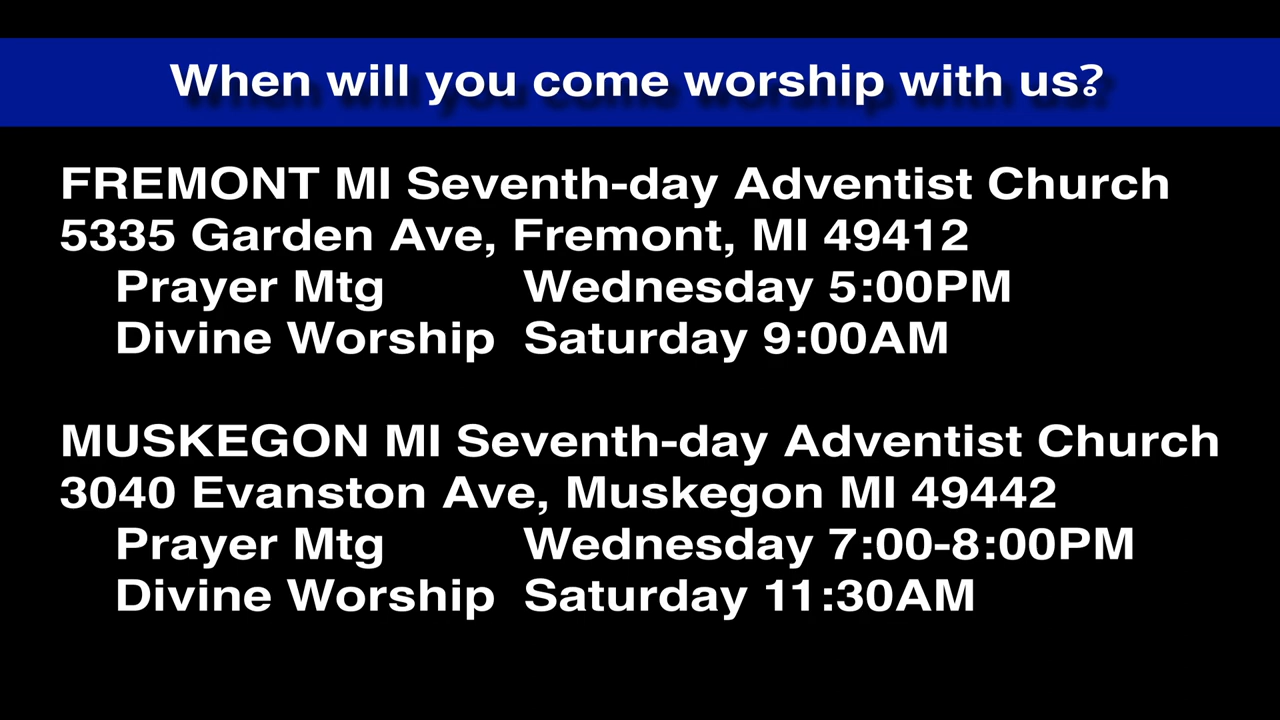 When will you come worship with us?
FREMONT MI Seventh-day Adventist Church
5335 Garden Ave, Fremont, MI 49412
Prayer Mtg Wednesday 5:00PM
Divine Worship Saturday 9:00AM
MUSKEGON MI Seventh-day Adventist Church
3040 Evanston Ave, Muskegon MI 49442
Prayer Mtg Wednesday 7:00-8:00PM
Divine Worship Saturday 11:30AM